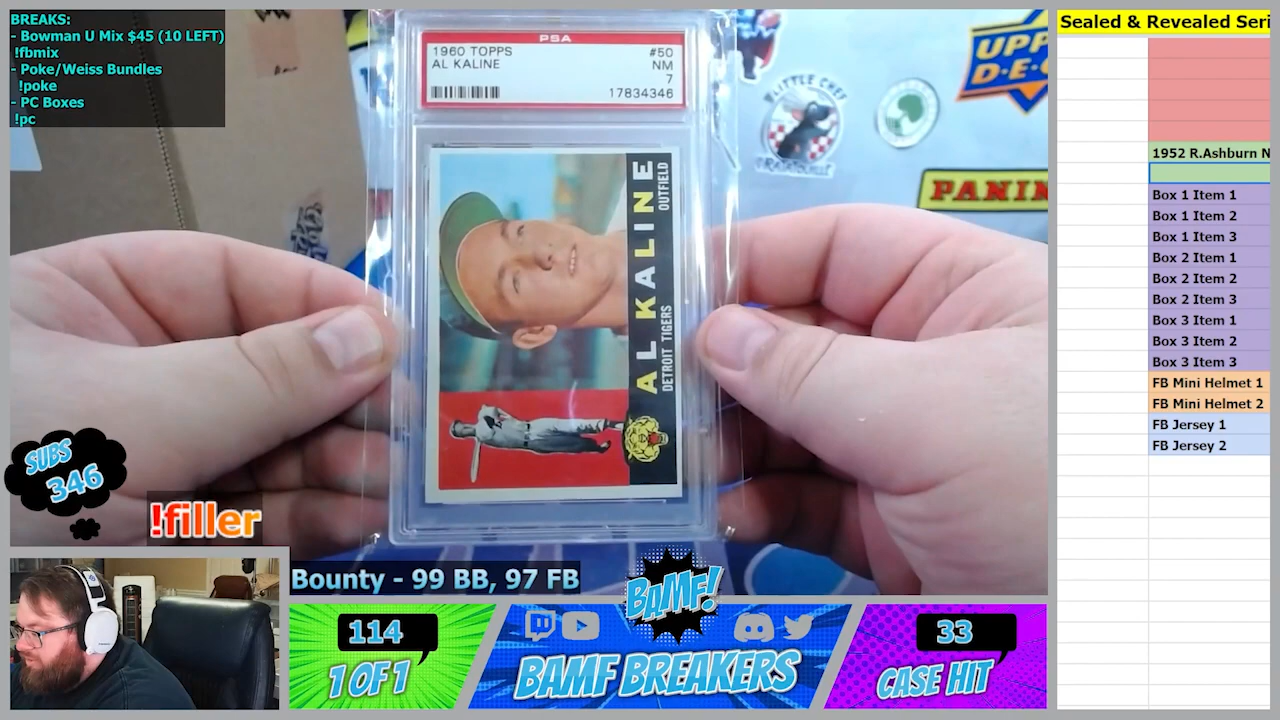 BREAKS:
- Bowman U Mix $45 (10 LEFT)
!fbmix
- Poke/Weiss Bundles
!poke
- PC Boxes
!pc
PSA
1960 TOPPS #50
AL KALINE NM
7
17834346
AL KALINE
OUTFIELD
DETROIT TIGERS
LITTLE CHEF
RATATOUILLE
UPP
D·E·C
PANIN
SUBS
346
!filler
Bounty - 99 BB, 97 FB
BAMF!
114
1 OF 1
BAMF BREAKERS
33
CASE HIT
Sealed & Revealed Seri
1952 R.Ashburn N
Box 1 Item 1
Box 1 Item 2
Box 1 Item 3
Box 2 Item 1
Box 2 Item 2
Box 2 Item 3
Box 3 Item 1
Box 3 Item 2
Box 3 Item 3
FB Mini Helmet 1
FB Mini Helmet 2
FB Jersey 1
FB Jersey 2